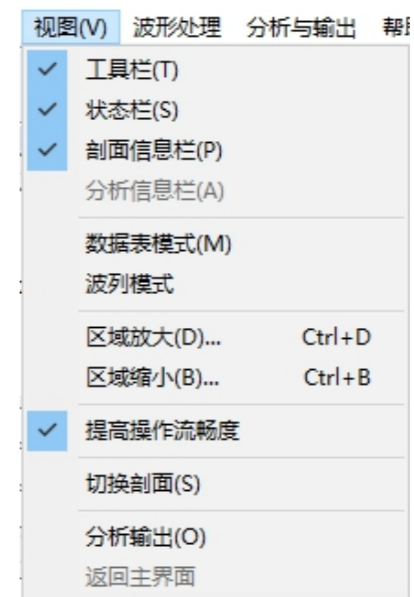 视图(V) 波形处理 分析与输出
工具栏(T)
状态栏(S)
剖面信息栏(P)
分析信息栏(A)
数据表模式(M)
波列模式
区域放大(D)... Ctrl+D
区域缩小(B)... Ctrl+B
提高操作流畅度
切换剖面(S)
分析输出(O)
返回主界面